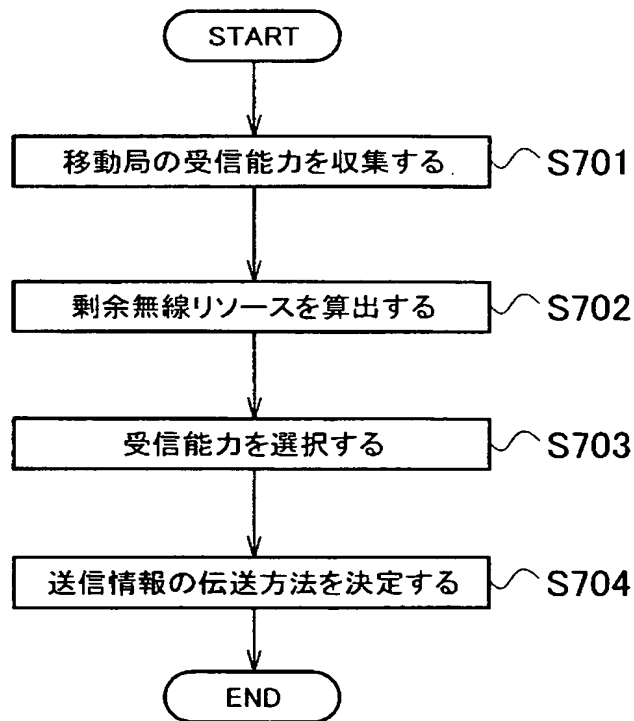 START
移動局の受信能力を収集する
S701
剰余無線リソースを算出する
S702
受信能力を選択する
S703
送信情報の伝送方法を決定する
S704
END